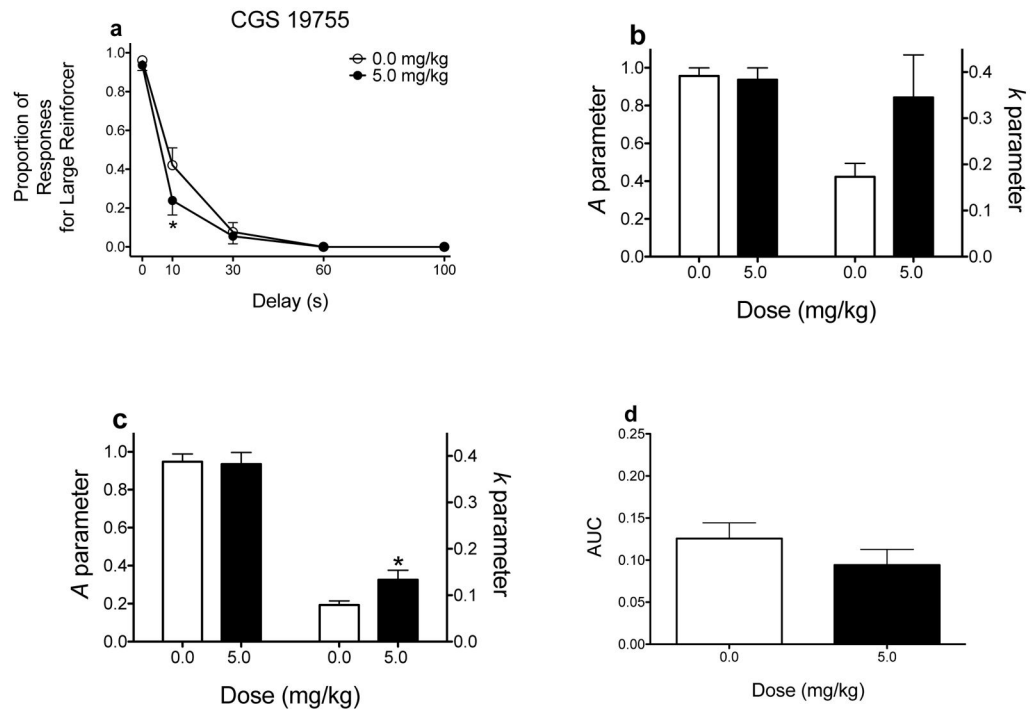 CGS 19755
a
Proportion of
Responses
for Large Reinforcer
1.0
0.8
0.6
0.4
0.2
0.0
0.0 mg/kg
5.0 mg/kg
*
0 10 30 60 100
Delay (s)
b
A parameter
1.0
0.8
0.6
0.4
0.2
0.0
0.4
0.3
0.2
0.1
0.0
k parameter
0.0 5.0 0.0 5.0
Dose (mg/kg)
c
A parameter
1.0
0.8
0.6
0.4
0.2
0.0
*
0.4
0.3
0.2
0.1
0.0
k parameter
0.0 5.0 0.0 5.0
Dose (mg/kg)
d
AUC
0.25
0.20
0.15
0.10
0.05
0.00
0.0 5.0
Dose (mg/kg)